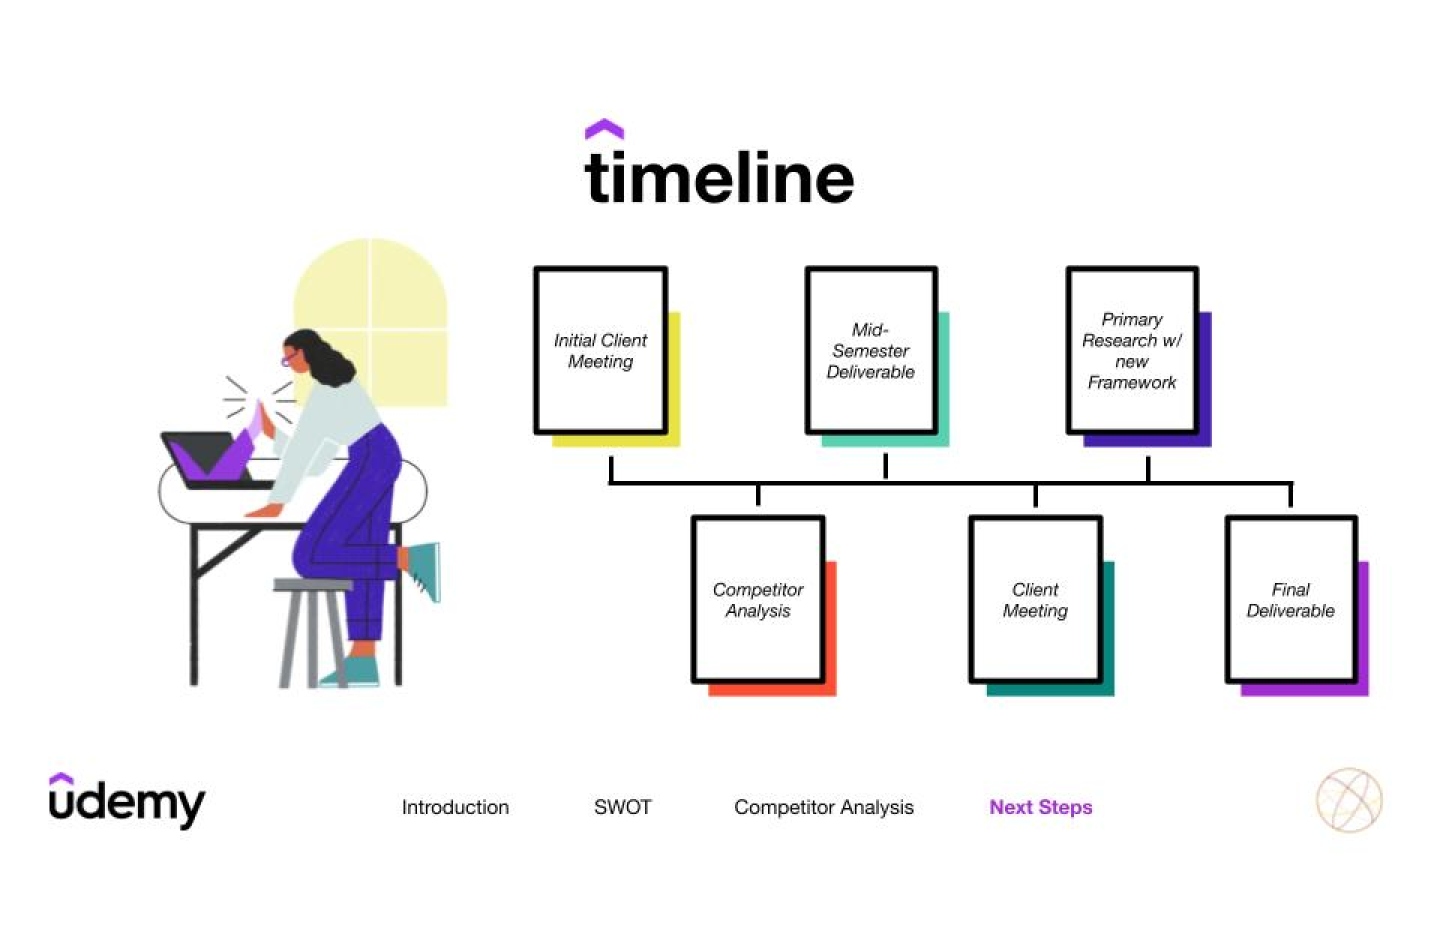 timeline
Initial Client
Meeting
Mid-
Semester
Deliverable
Primary
Research w/
new
Framework
Competitor
Analysis
Client
Meeting
Final
Deliverable
udemy
Introduction
SWOT
Competitor Analysis
Next Steps